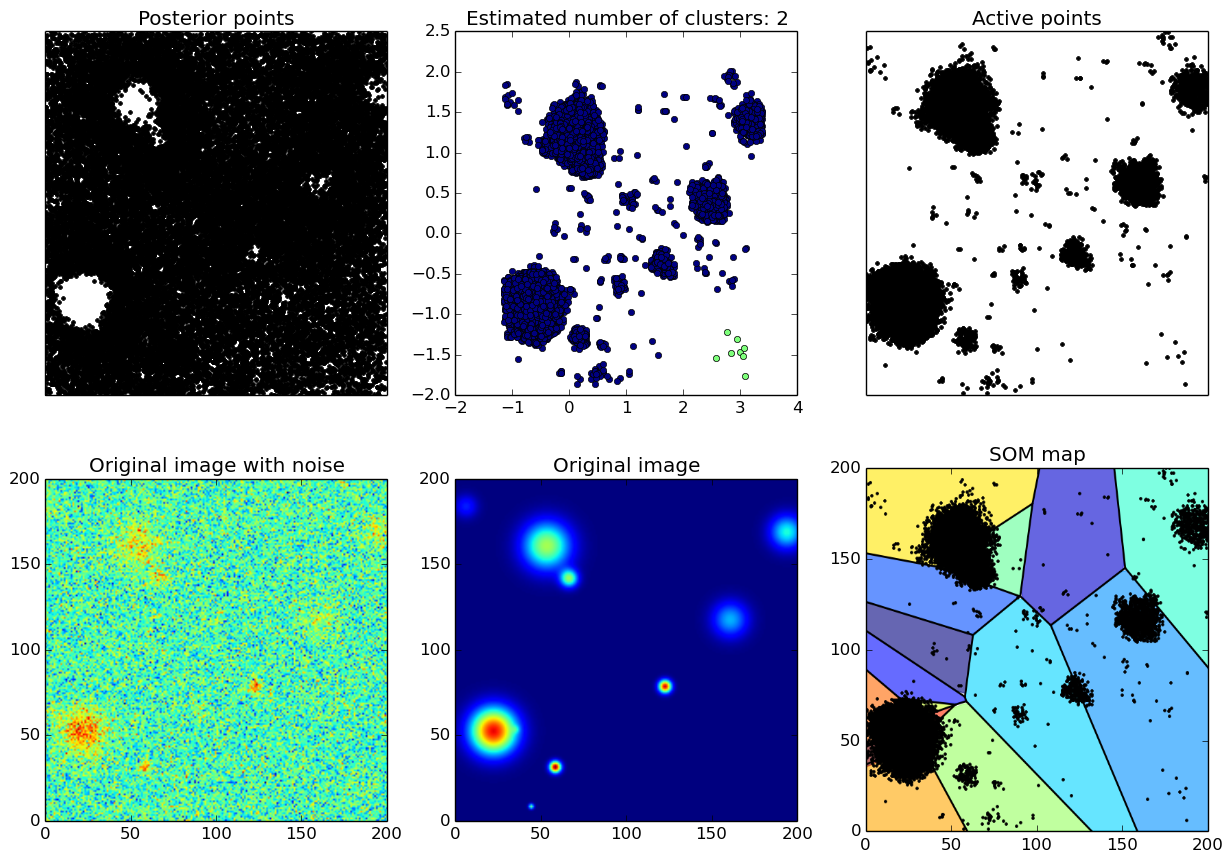 Posterior points
Estimated number of clusters: 2
Active points
2.5
2.0
1.5
1.0
0.5
0.0
−0.5
−1.0
−1.5
−2.0
−2 −1 0 1 2 3 4
Original image with noise
Original image
SOM map
200
150
100
50
0
0 50 100 150 200
200
150
100
50
0
0 50 100 150 200
200
150
100
50
0
0 50 100 150 200